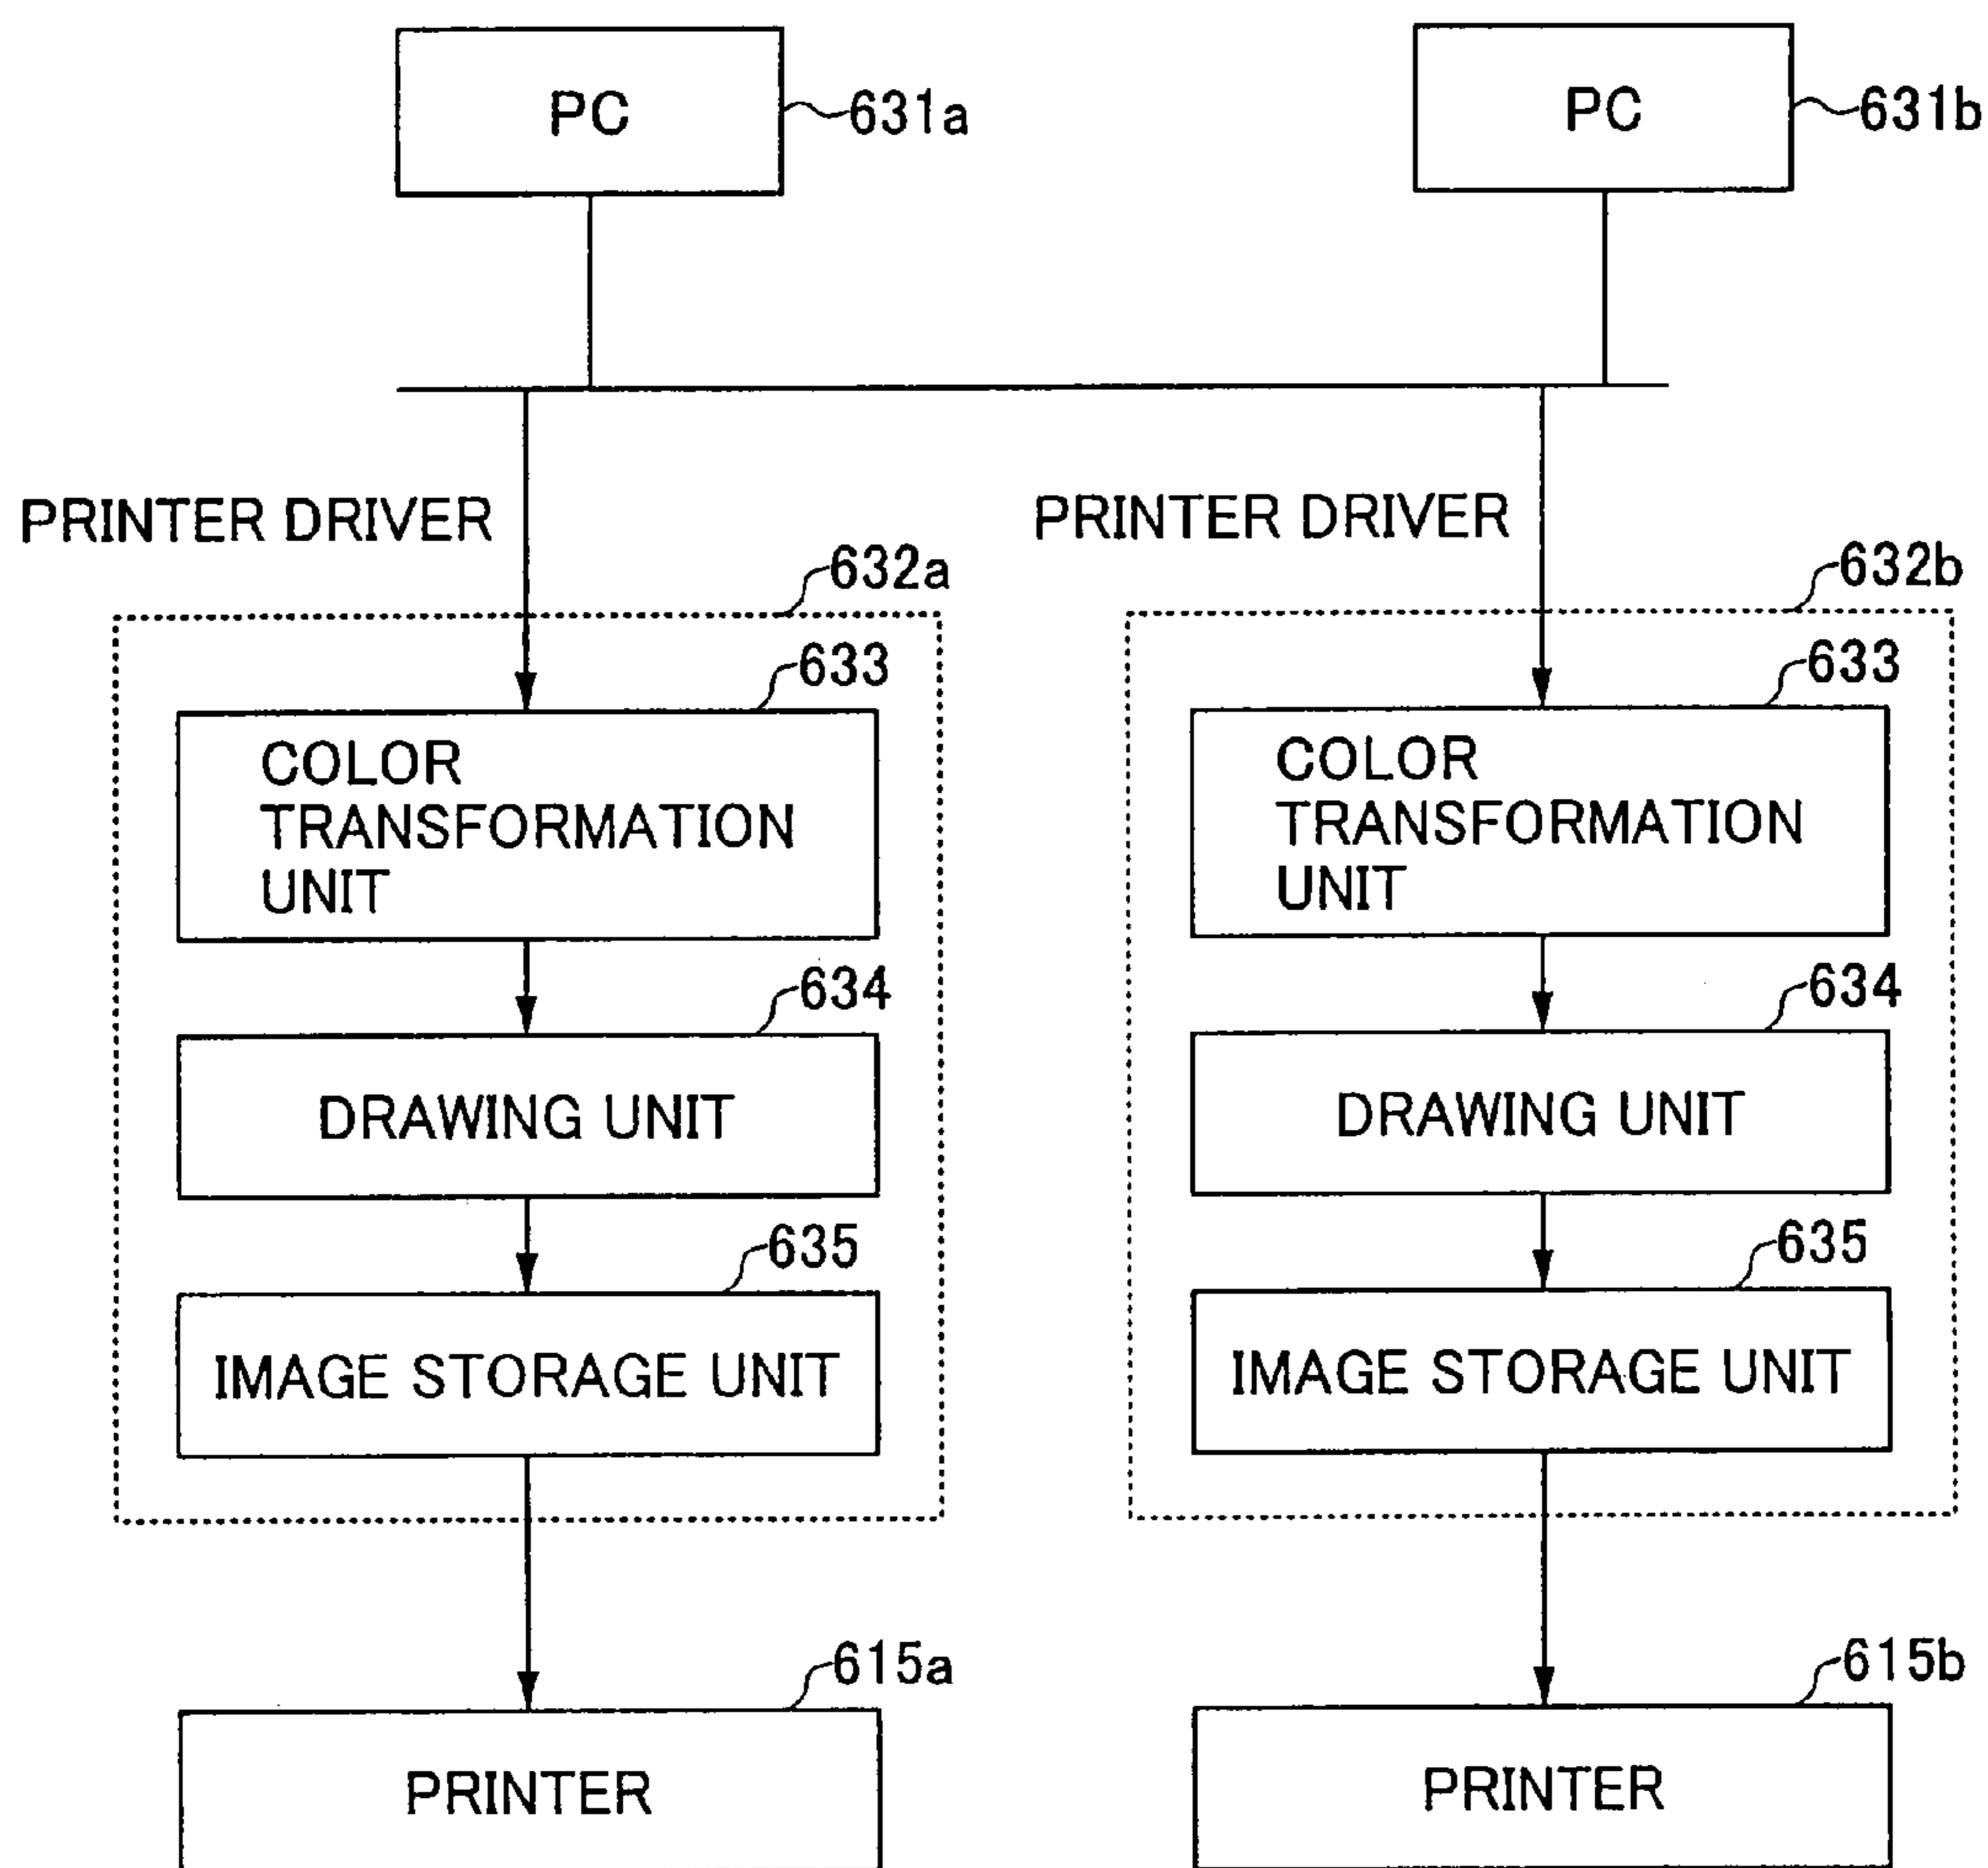 PC
631a
PC
631b
PRINTER DRIVER
PRINTER DRIVER
632a
632b
633
633
COLOR
TRANSFORMATION
UNIT
COLOR
TRANSFORMATION
UNIT
634
634
DRAWING UNIT
DRAWING UNIT
635
635
IMAGE STORAGE UNIT
IMAGE STORAGE UNIT
615a
615b
PRINTER
PRINTER